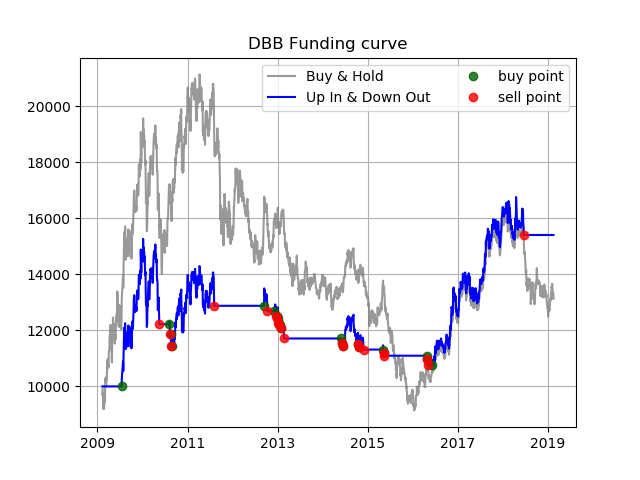 DBB Funding curve
Buy & Hold
Up In & Down Out
buy point
sell point
20000
18000
16000
14000
12000
10000
2009
2011
2013
2015
2017
2019